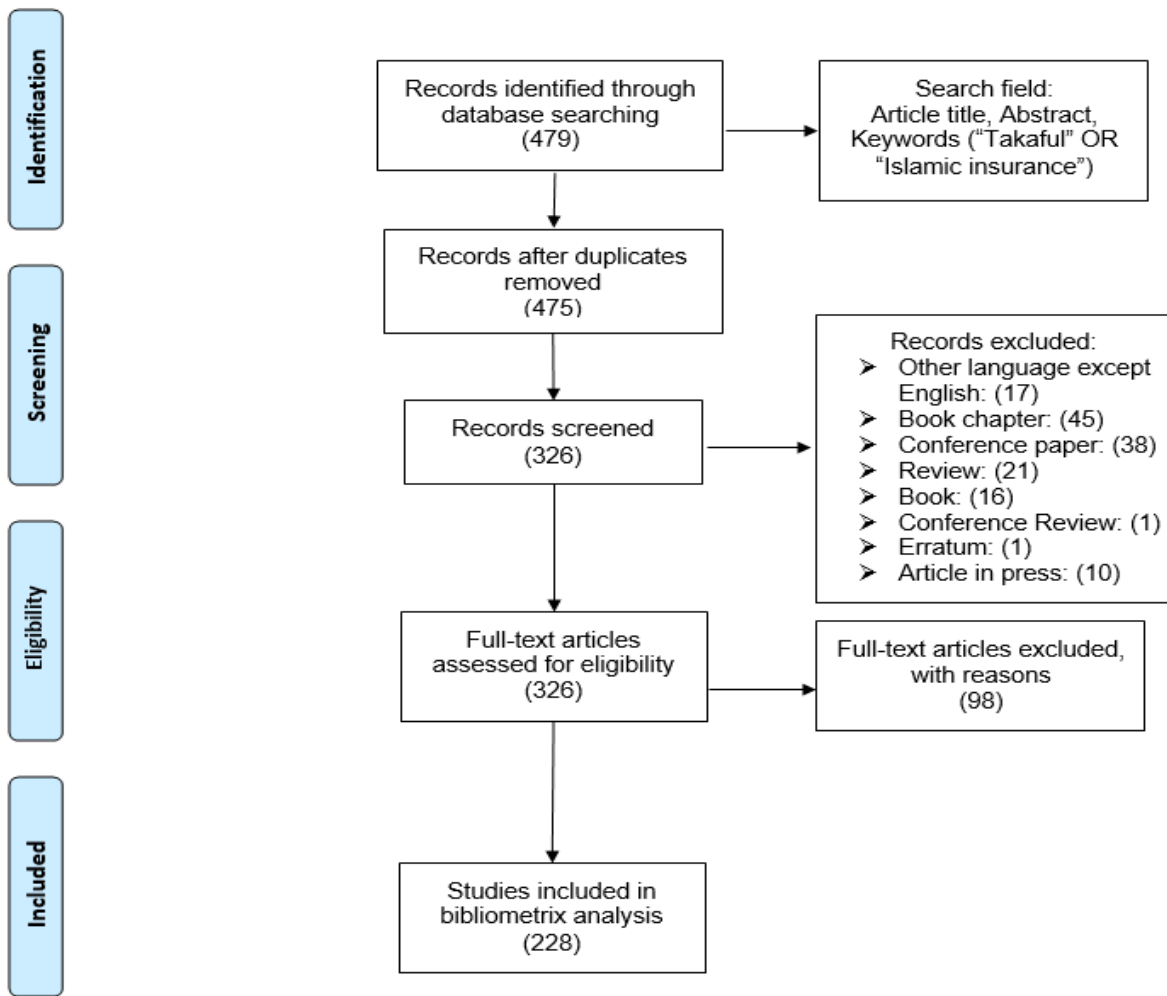 Identification
Records identified through
database searching
(479)
Search field:
Article title, Abstract,
Keywords (“Takaful” OR
“Islamic insurance”)
Records after duplicates
removed
(475)
Screening
Records screened
(326)
Records excluded:
➢ Other language except
English: (17)
➢ Book chapter: (45)
➢ Conference paper: (38)
➢ Review: (21)
➢ Book: (16)
➢ Conference Review: (1)
➢ Erratum: (1)
➢ Article in press: (10)
Eligibility
Full-text articles
assessed for eligibility
(326)
Full-text articles excluded,
with reasons
(98)
Included
Studies included in
bibliometrix analysis
(228)